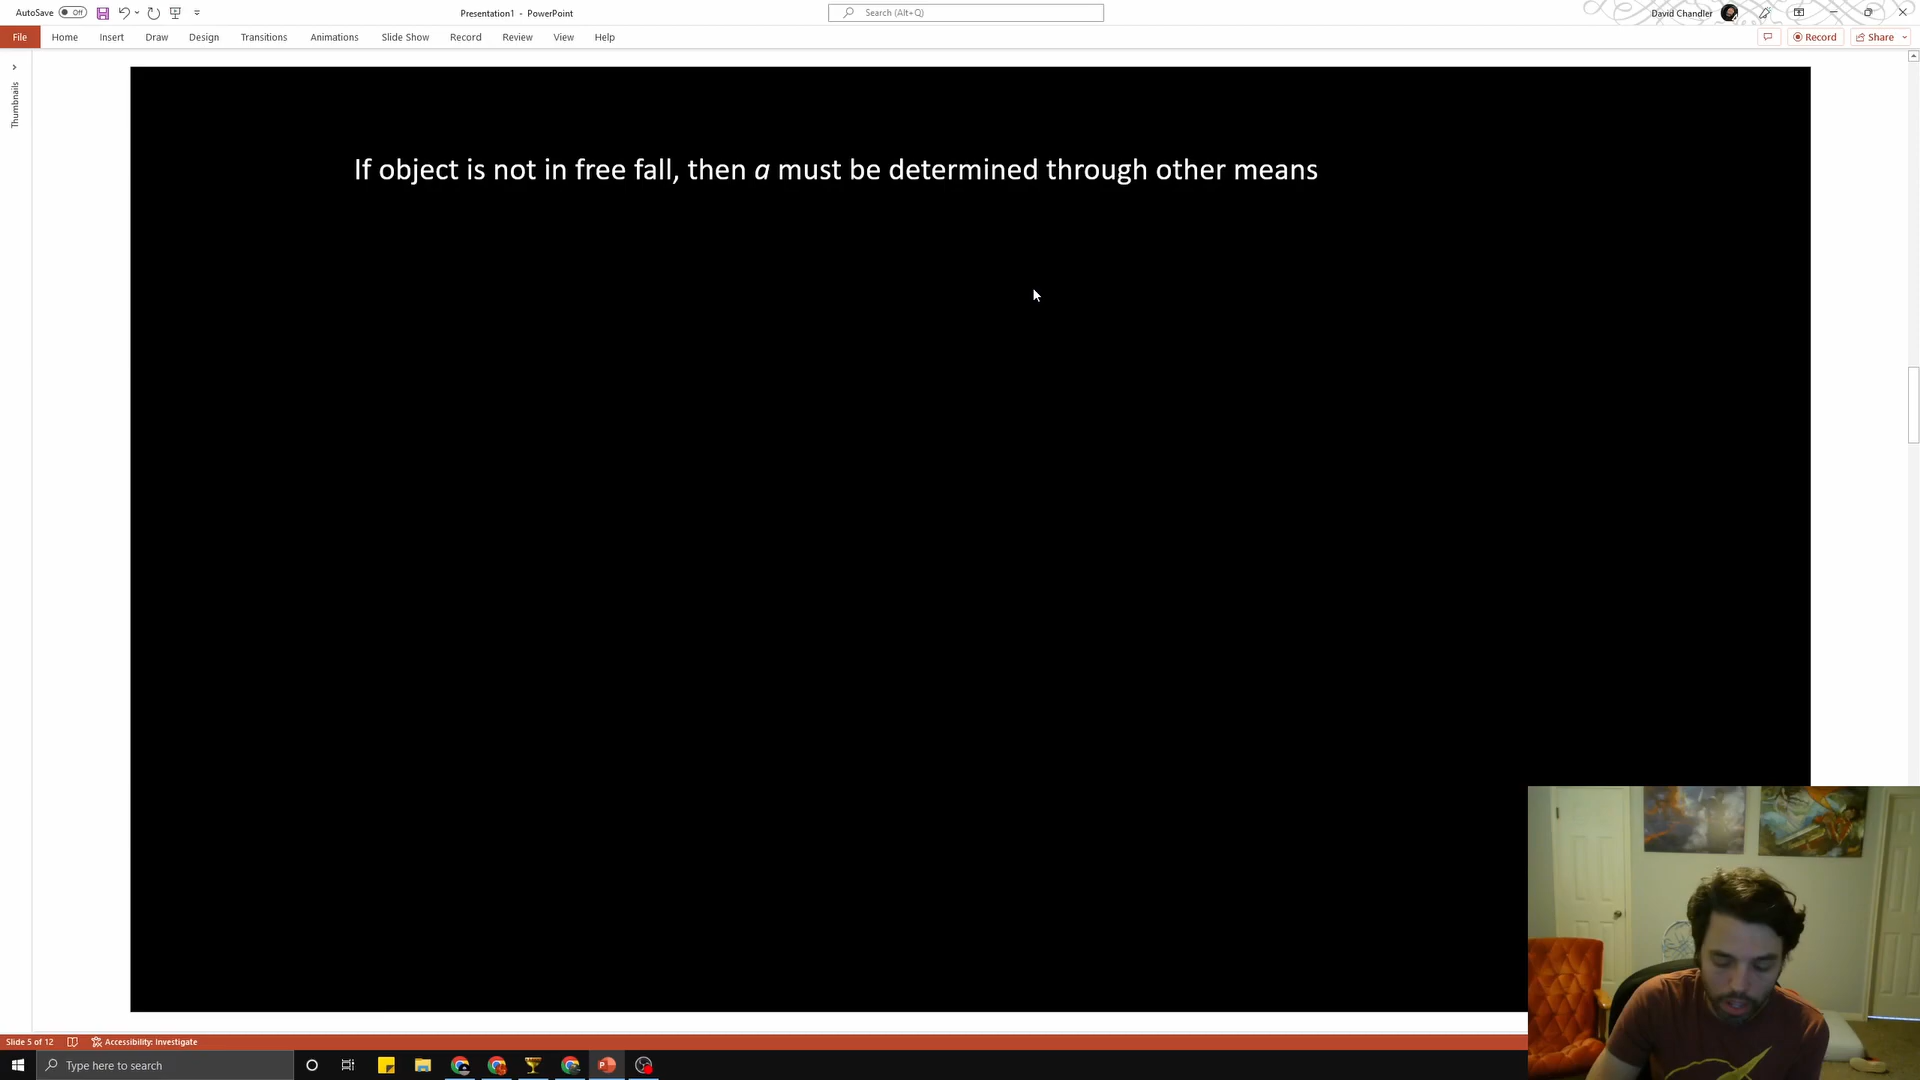 AutoSave Off
Presentation1 - PowerPoint
Search (Alt+Q)
David Chandler
File Home Insert Draw Design Transitions Animations Slide Show Record Review View Help
Record Share
Thumbnails
If object is not in free fall, then a must be determined through other means
Slide 5 of 12 Accessibility: Investigate
Type here to search